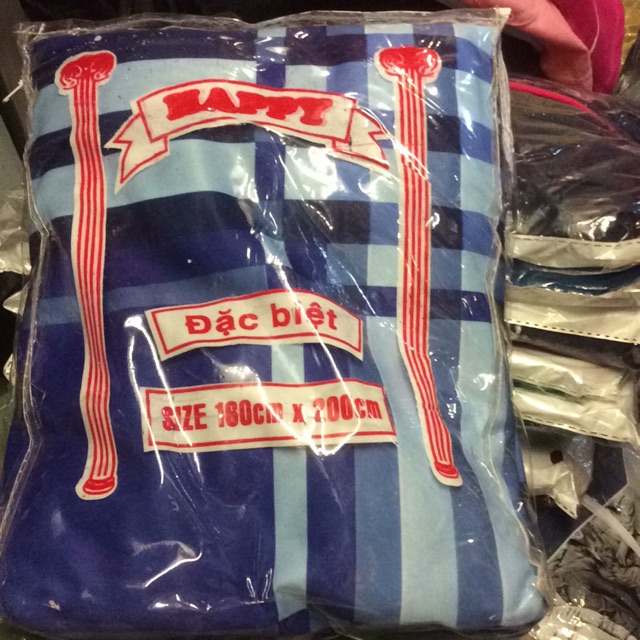 HAPPY
Đặc biệt
SIZE 160cm x 200cm